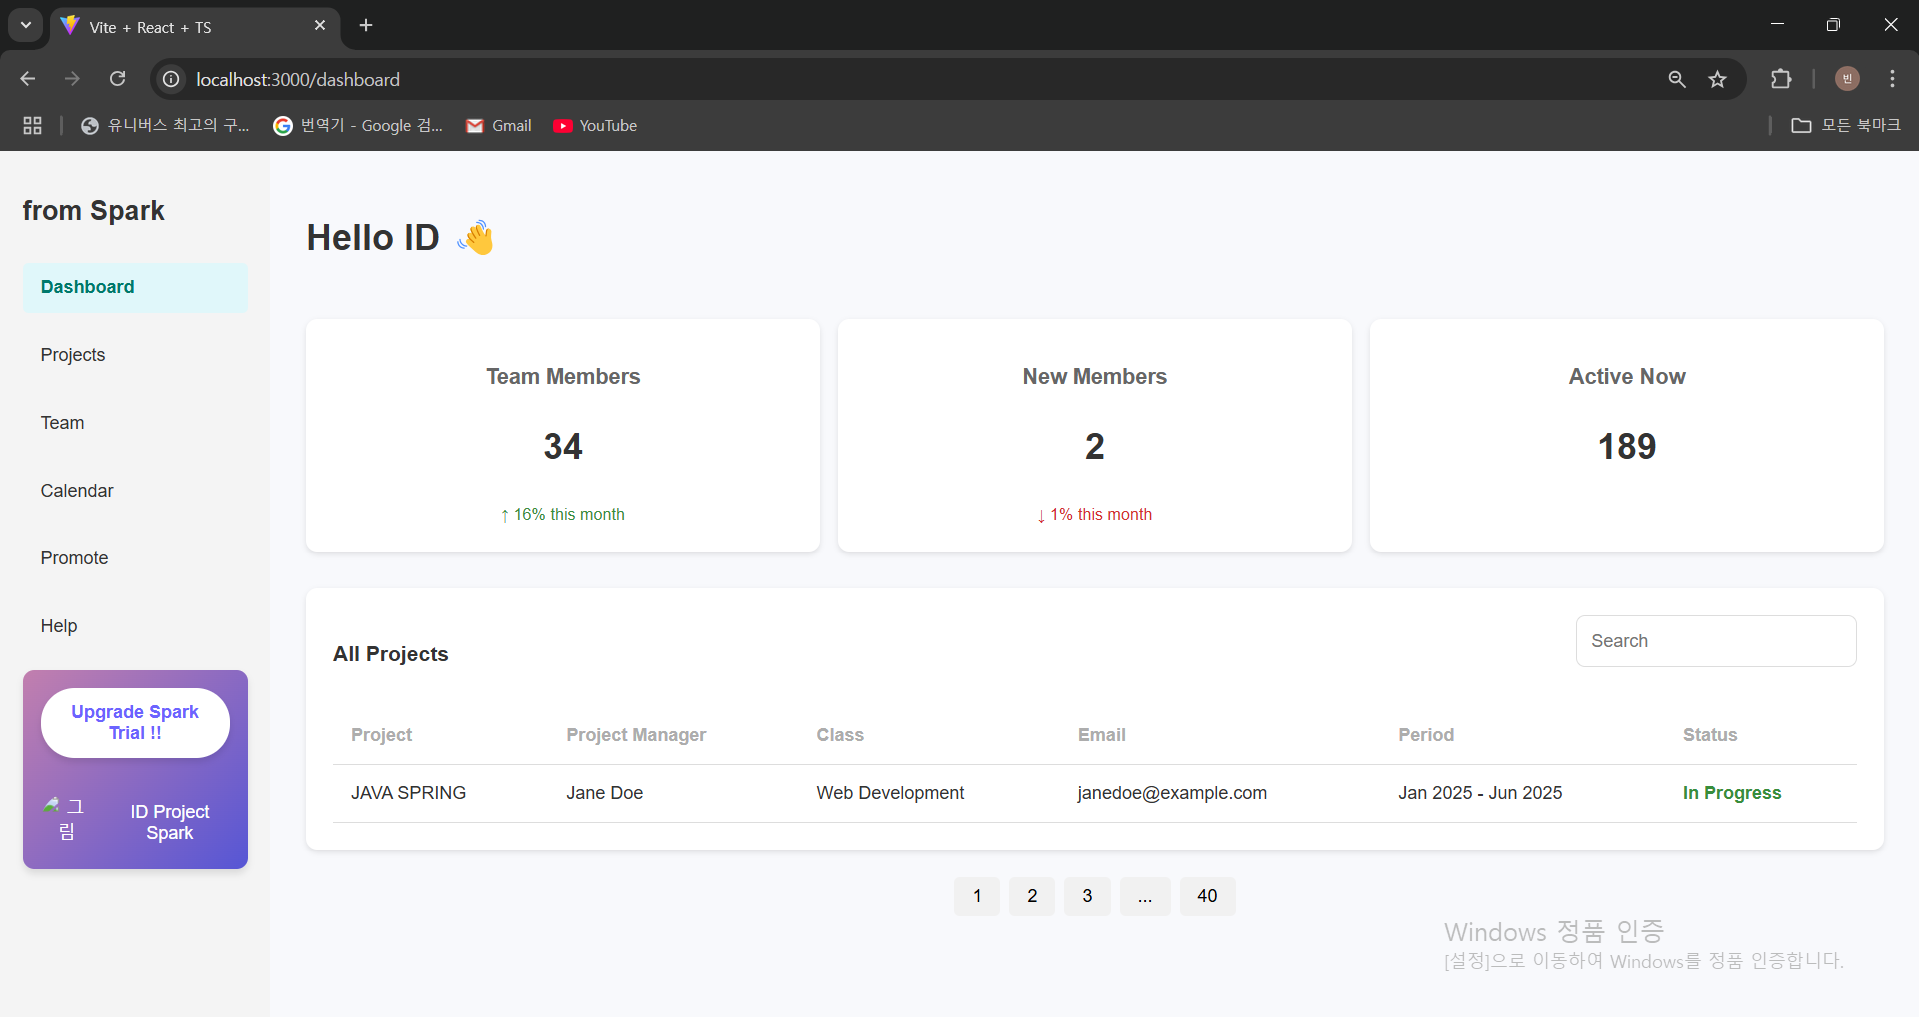 Vite + React + TS
localhost:3000/dashboard
빈
유니버스 최고의 구...
번역기 - Google 검...
Gmail
YouTube
모든 북마크
from Spark
Dashboard
Projects
Team
Calendar
Promote
Help
Upgrade Spark
Trial !!
그
림
ID Project
Spark
Hello ID 👋
Team Members
34
↑ 16% this month
New Members
2
↓ 1% this month
Active Now
189
All Projects
Search
Project Project Manager Class Email Period Status
JAVA SPRING Jane Doe Web Development janedoe@example.com Jan 2025 - Jun 2025 In Progress
1 2 3 ... 40
Windows 정품 인증
[설정]으로 이동하여 Windows를 정품 인증합니다.